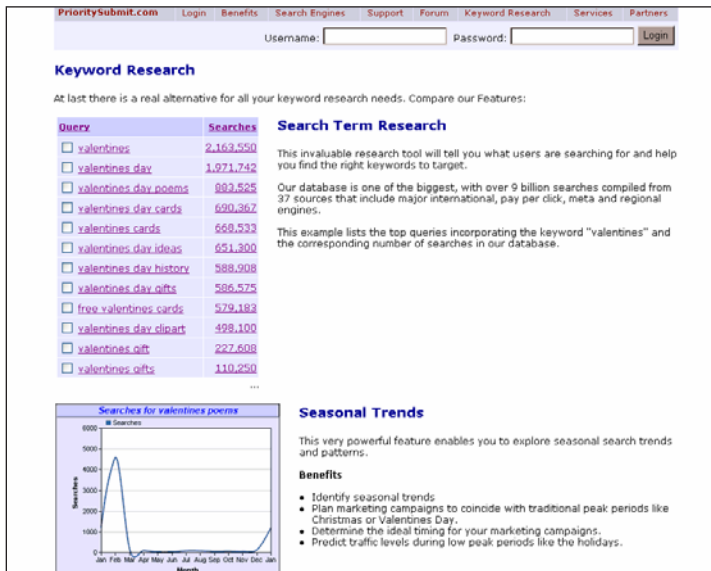 PrioritySubmit.com Login Benefits Search Engines Support Forum Keyword Research Services Partners
Username: Password: Login
Keyword Research
At last there is a real alternative for all your keyword research needs. Compare our Features:
Query Searches
valentines 2,163,550
valentines day 1,971,742
valentines day poems 883,525
valentines day cards 690,367
valentines cards 668,533
valentines day ideas 651,300
valentines day history 588,908
valentines day gifts 586,575
free valentines cards 579,183
valentines day clipart 498,100
valentines gift 227,608
valentines gifts 110,250
...
Search Term Research
This invaluable research tool will tell you what users are searching for and help
you find the right keywords to target.
Our database is one of the biggest, with over 9 billion searches compiled from
37 sources that include major international, pay per click, meta and regional
engines.
This example lists the top queries incorporating the keyword "valentines" and
the corresponding number of searches in our database.
Searches for valentines poems
Searches
6000
5000
4000
3000
2000
1000
0
Searches
Jan Feb Mar Apr May Jun Jul Aug Sep Oct Nov Dec Jan
Month
Seasonal Trends
This very powerful feature enables you to explore seasonal search trends
and patterns.
Benefits
• Identify seasonal trends
• Plan marketing campaigns to coincide with traditional peak periods like
Christmas or Valentines Day.
• Determine the ideal timing for your marketing campaigns.
• Predict traffic levels during low peak periods like the holidays.